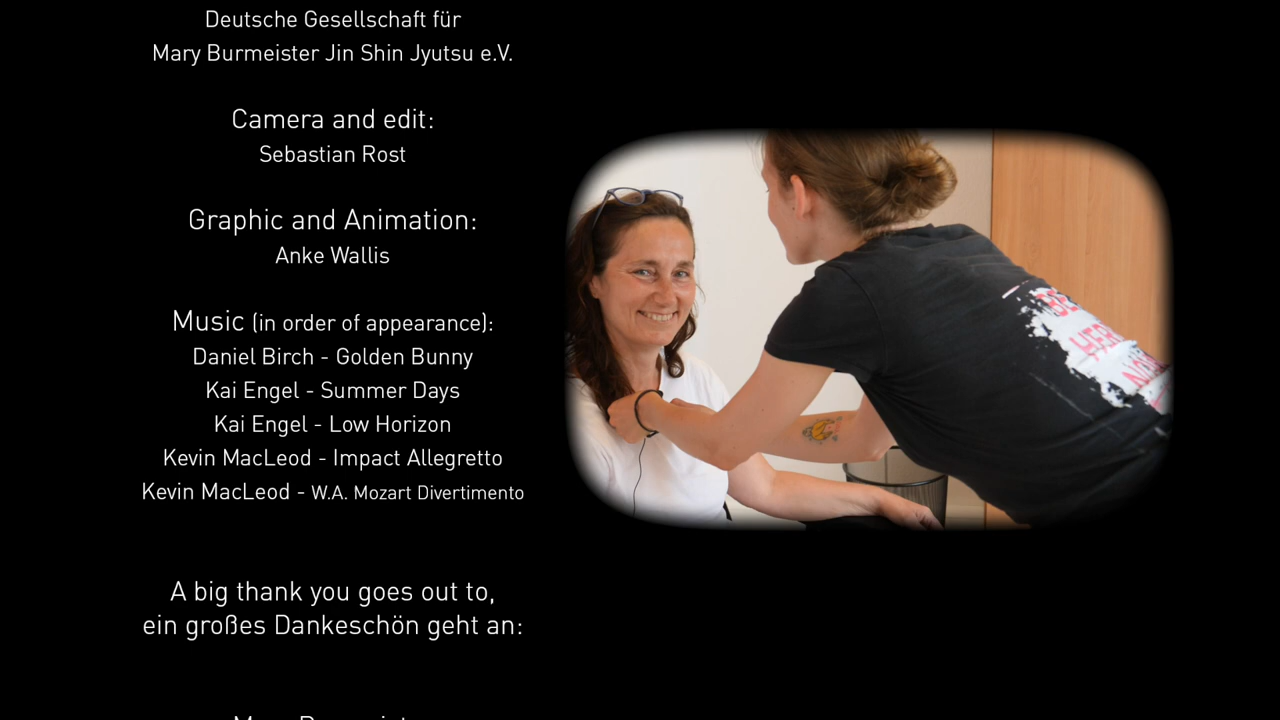 Deutsche Gesellschaft für
Mary Burmeister Jin Shin Jyutsu e.V.
Camera and edit:
Sebastian Rost
Graphic and Animation:
Anke Wallis
Music (in order of appearance):
Daniel Birch - Golden Bunny
Kai Engel - Summer Days
Kai Engel - Low Horizon
Kevin MacLeod - Impact Allegretto
Kevin MacLeod - W.A. Mozart Divertimento
A big thank you goes out to,
ein großes Dankeschön geht an: